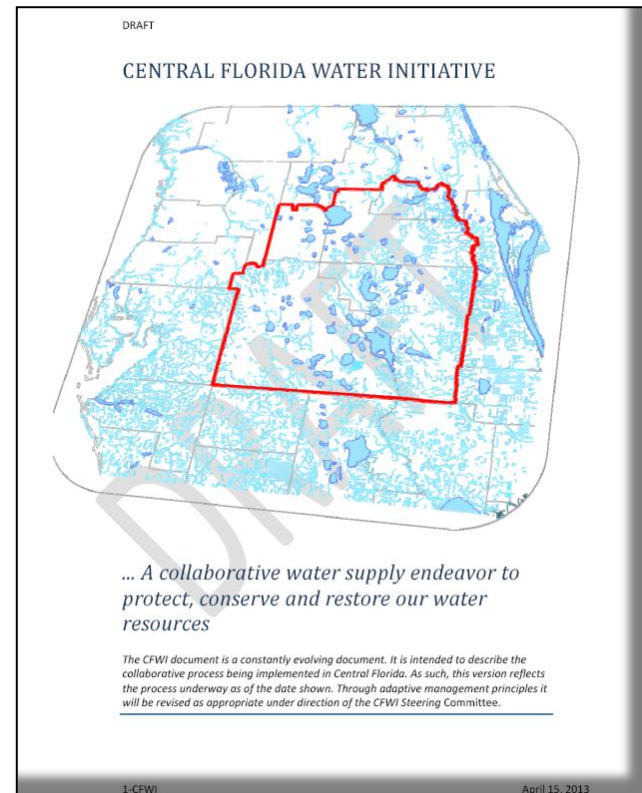 DRAFT
CENTRAL FLORIDA WATER INITIATIVE
DRAFT
... A collaborative water supply endeavor to
protect, conserve and restore our water
resources
The CFWI document is a constantly evolving document. It is intended to describe the
collaborative process being implemented in Central Florida. As such, this version reflects
the process underway as of the date shown. Through adaptive management principles it
will be revised as appropriate under direction of the CFWI Steering Committee.
1-CFWI April 15, 2013